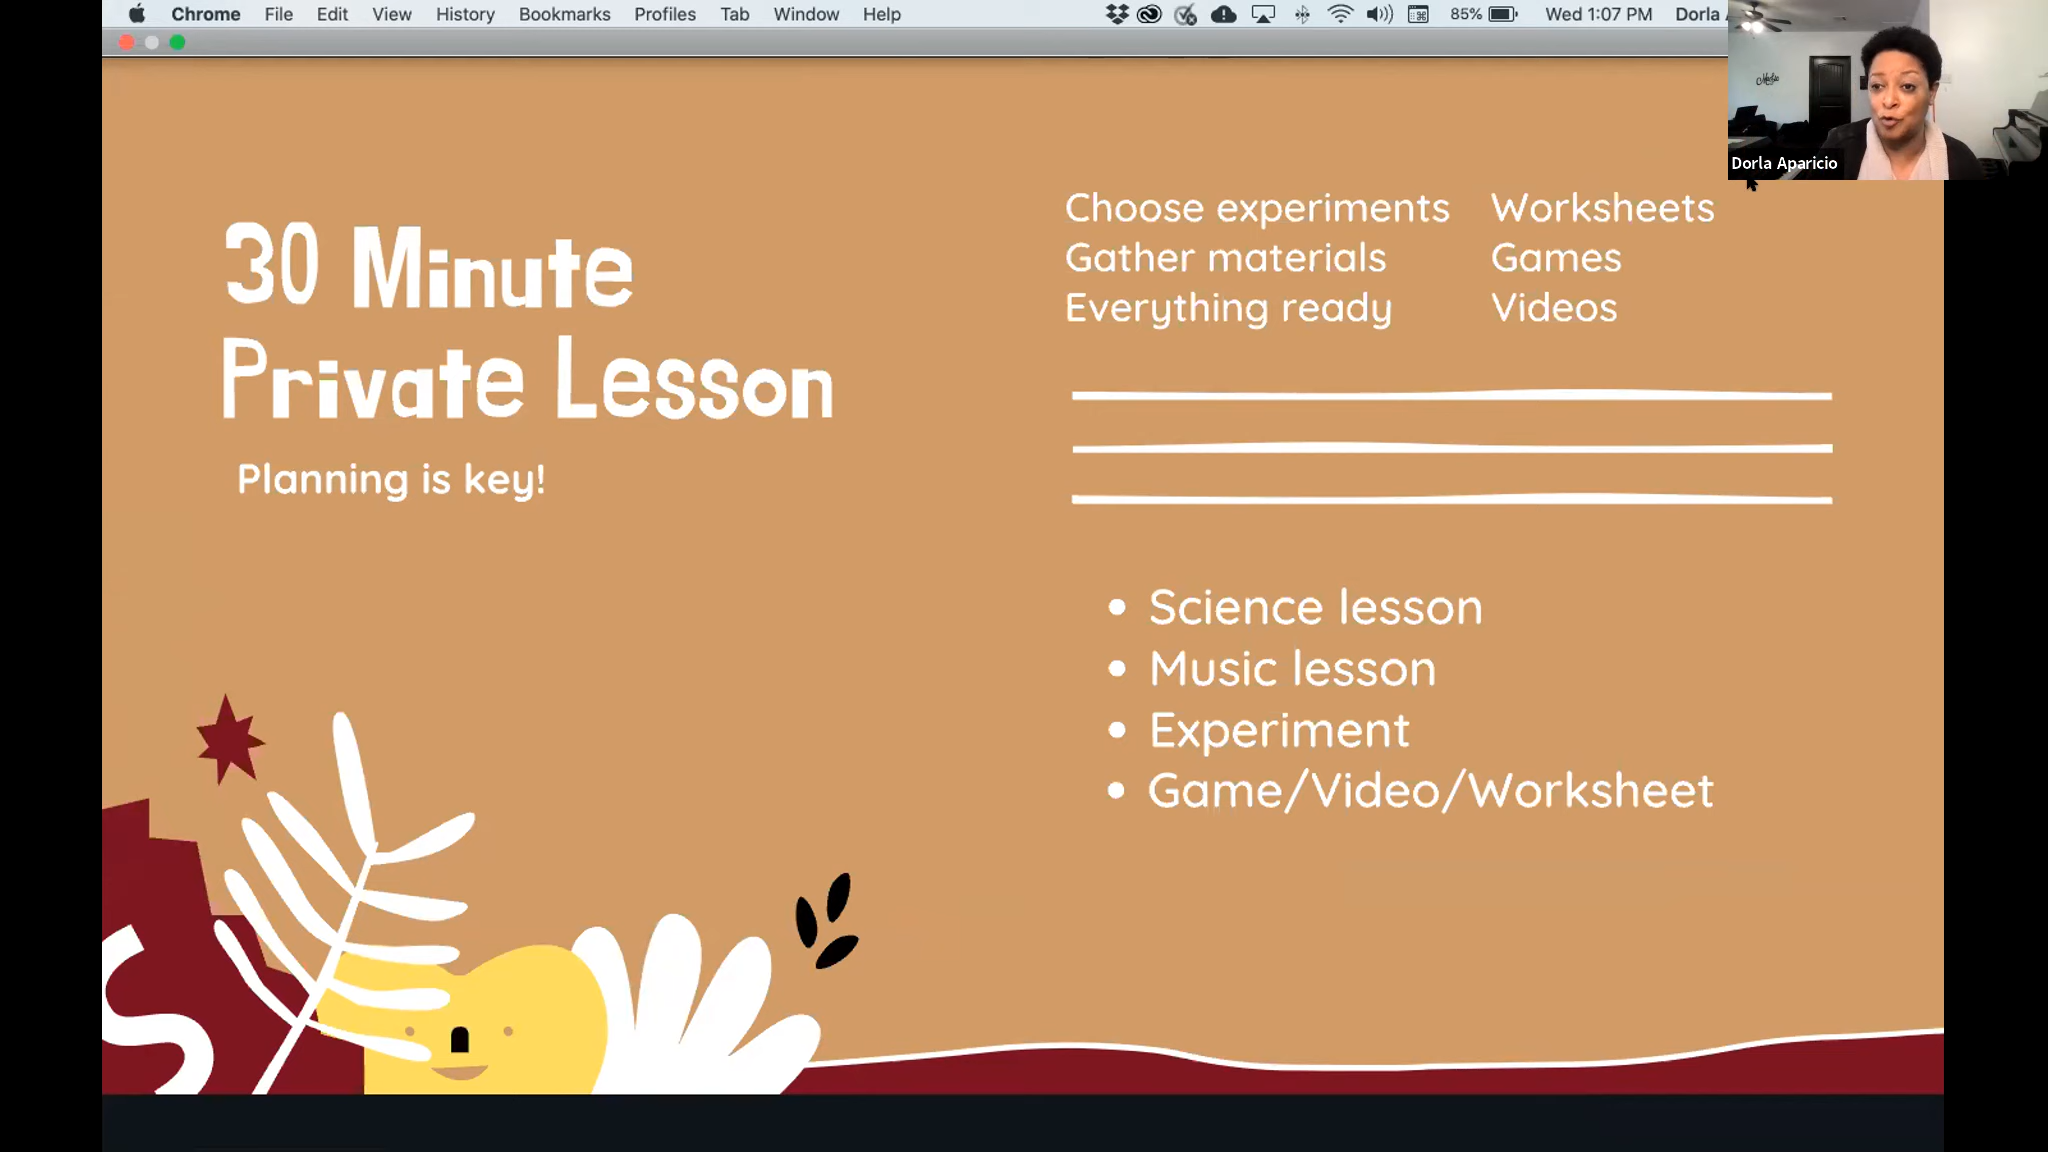 Chrome File Edit View History Bookmarks Profiles Tab Window Help 85% Wed 1:07 PM Dorla
Music
Dorla Aparicio
30 Minute
Private Lesson
Planning is key!
Choose experiments
Gather materials
Everything ready
Worksheets
Games
Videos
• Science lesson
• Music lesson
• Experiment
• Game/Video/Worksheet
S